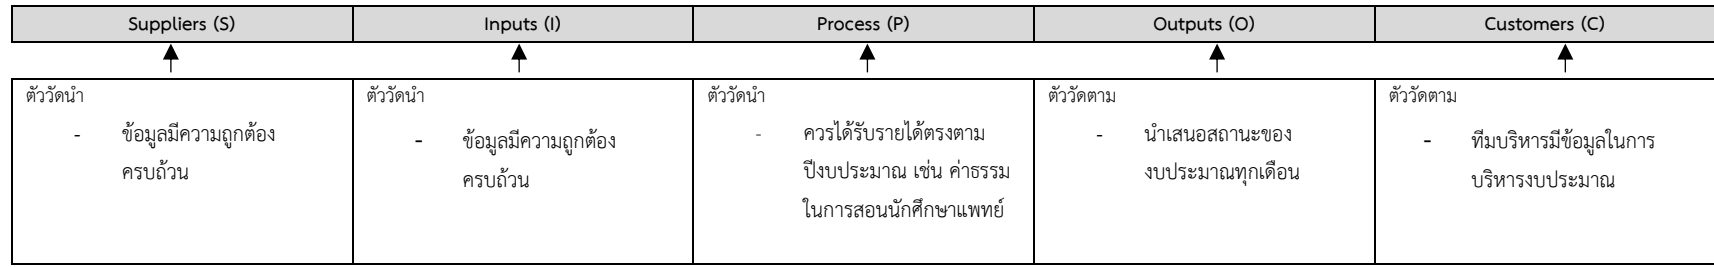 Suppliers (S)
Inputs (I)
Process (P)
Outputs (O)
Customers (C)
ตัววัดนำ
- ข้อมูลมีความถูกต้อง
ครบถ้วน
ตัววัดนำ
- ข้อมูลมีความถูกต้อง
ครบถ้วน
ตัววัดนำ
- ควรได้รับรายได้ตรงตาม
ปีงบประมาณ เช่น ค่าธรรม
ในการสอนนักศึกษาแพทย์
ตัววัดตาม
- นำเสนอสถานะของ
งบประมาณทุกเดือน
ตัววัดตาม
- ทีมบริหารมีข้อมูลในการ
บริหารงบประมาณ